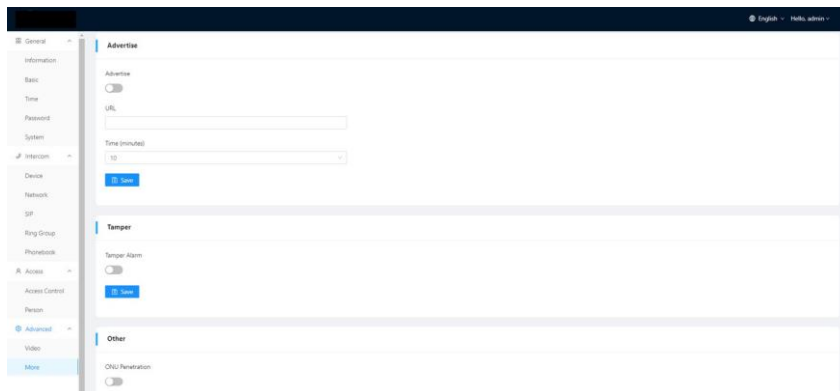 English Hello, admin
General
Information
Basic
Time
Password
System
Intercom
Device
Network
SIP
Ring Group
Phonebook
Access
Access Control
Person
Advanced
Video
More
Advertise
Advertise
URL
Time (minutes)
10
Save
Tamper
Tamper Alarm
Save
Other
ONU Penetration